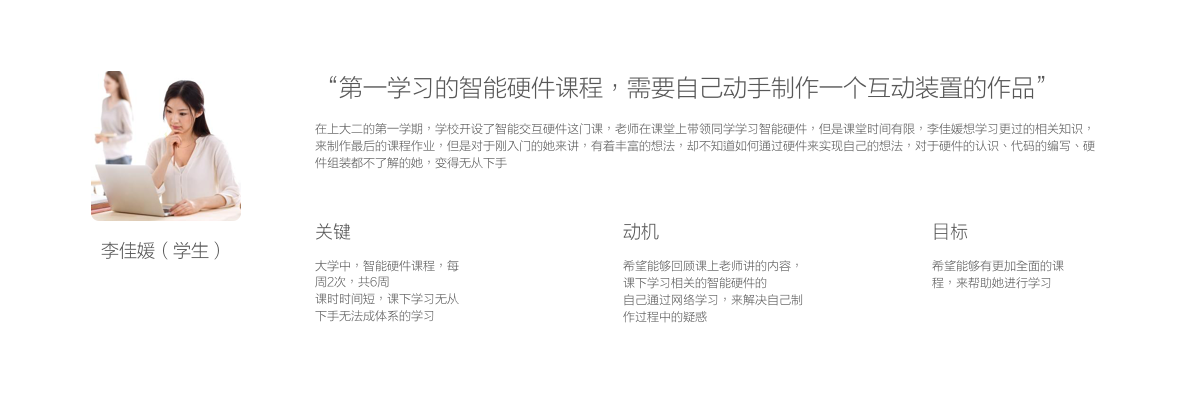 “第一学习的智能硬件课程，需要自己动手制作一个互动装置的作品”
在上大二的第一学期，学校开设了智能交互硬件这门课，老师在课堂上带领同学学习智能硬件，但是课堂时间有限，李佳媛想学习更过的相关知识，
来制作最后的课程作业，但是对于刚入门的她来讲，有着丰富的想法，却不知道如何通过硬件来实现自己的想法，对于硬件的认识、代码的编写、硬
件组装都不了解的她，变得无从下手
李佳媛（学生）
关键
大学中，智能硬件课程，每
周2次，共6周
课时时间短，课下学习无从
下手无法成体系的学习
动机
希望能够回顾课上老师讲的内容，
课下学习相关的智能硬件的
自己通过网络学习，来解决自己制
作过程中的疑惑
目标
希望能够有更加全面的课
程，来帮助她进行学习